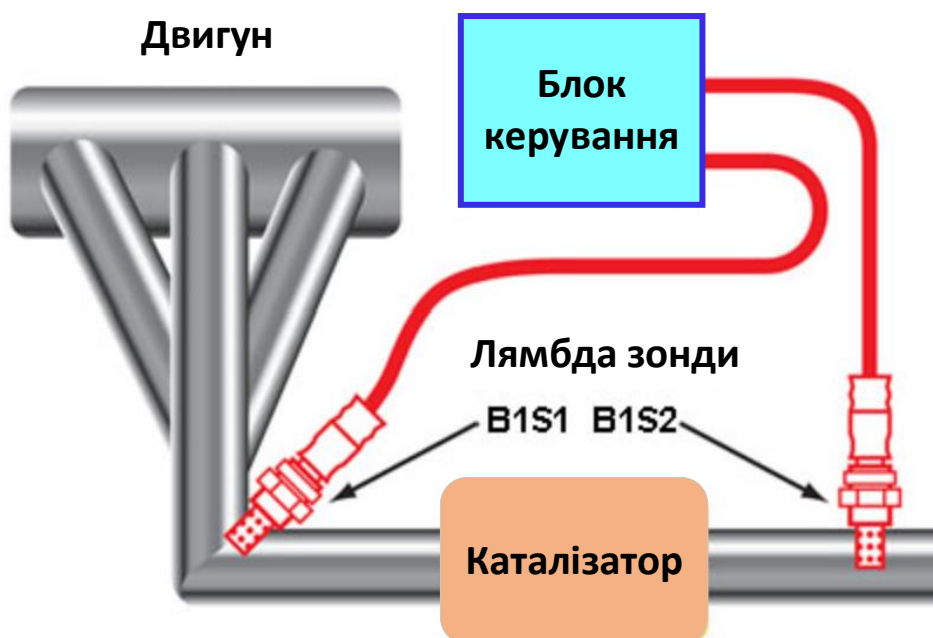 Двигун
Блок
керування
Лямбда зонди
B1S1 B1S2
Каталізатор